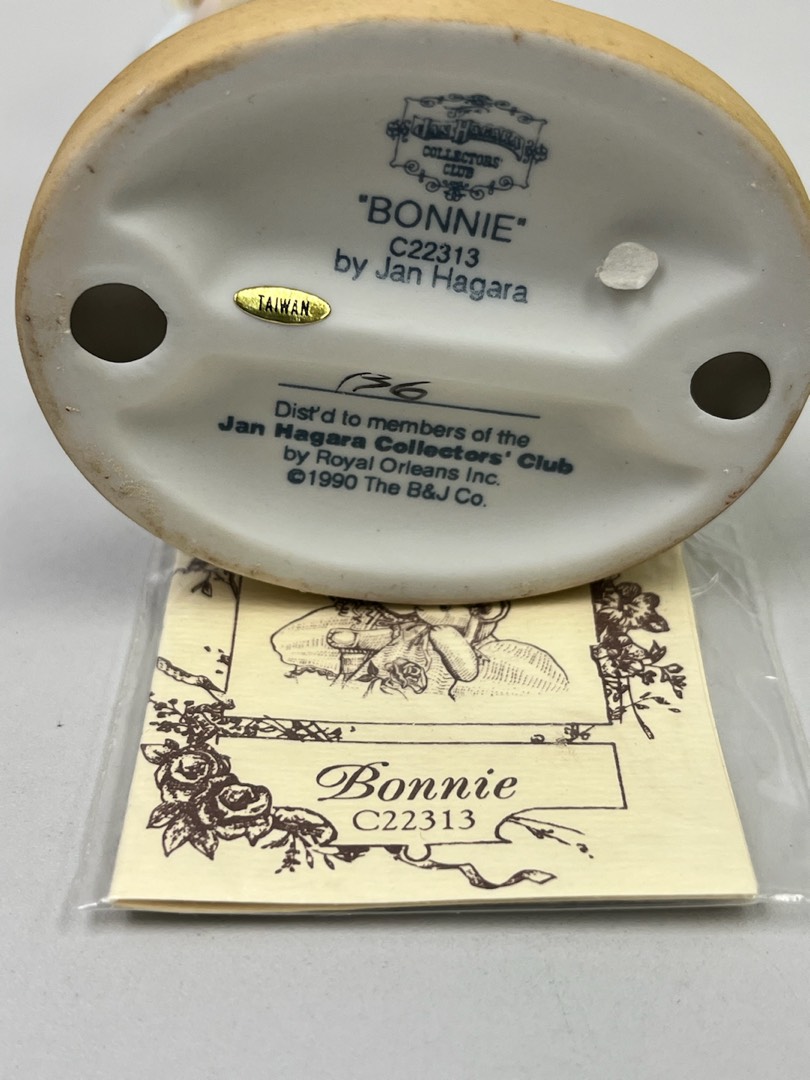 JAN HAGARA
COLLECTORS'
CLUB
"BONNIE"
C22313
by Jan Hagara
TAIWAN
136
Dist'd to members of the
Jan Hagara Collectors' Club
by Royal Orleans Inc.
©1990 The B&J Co.
Bonnie
C22313